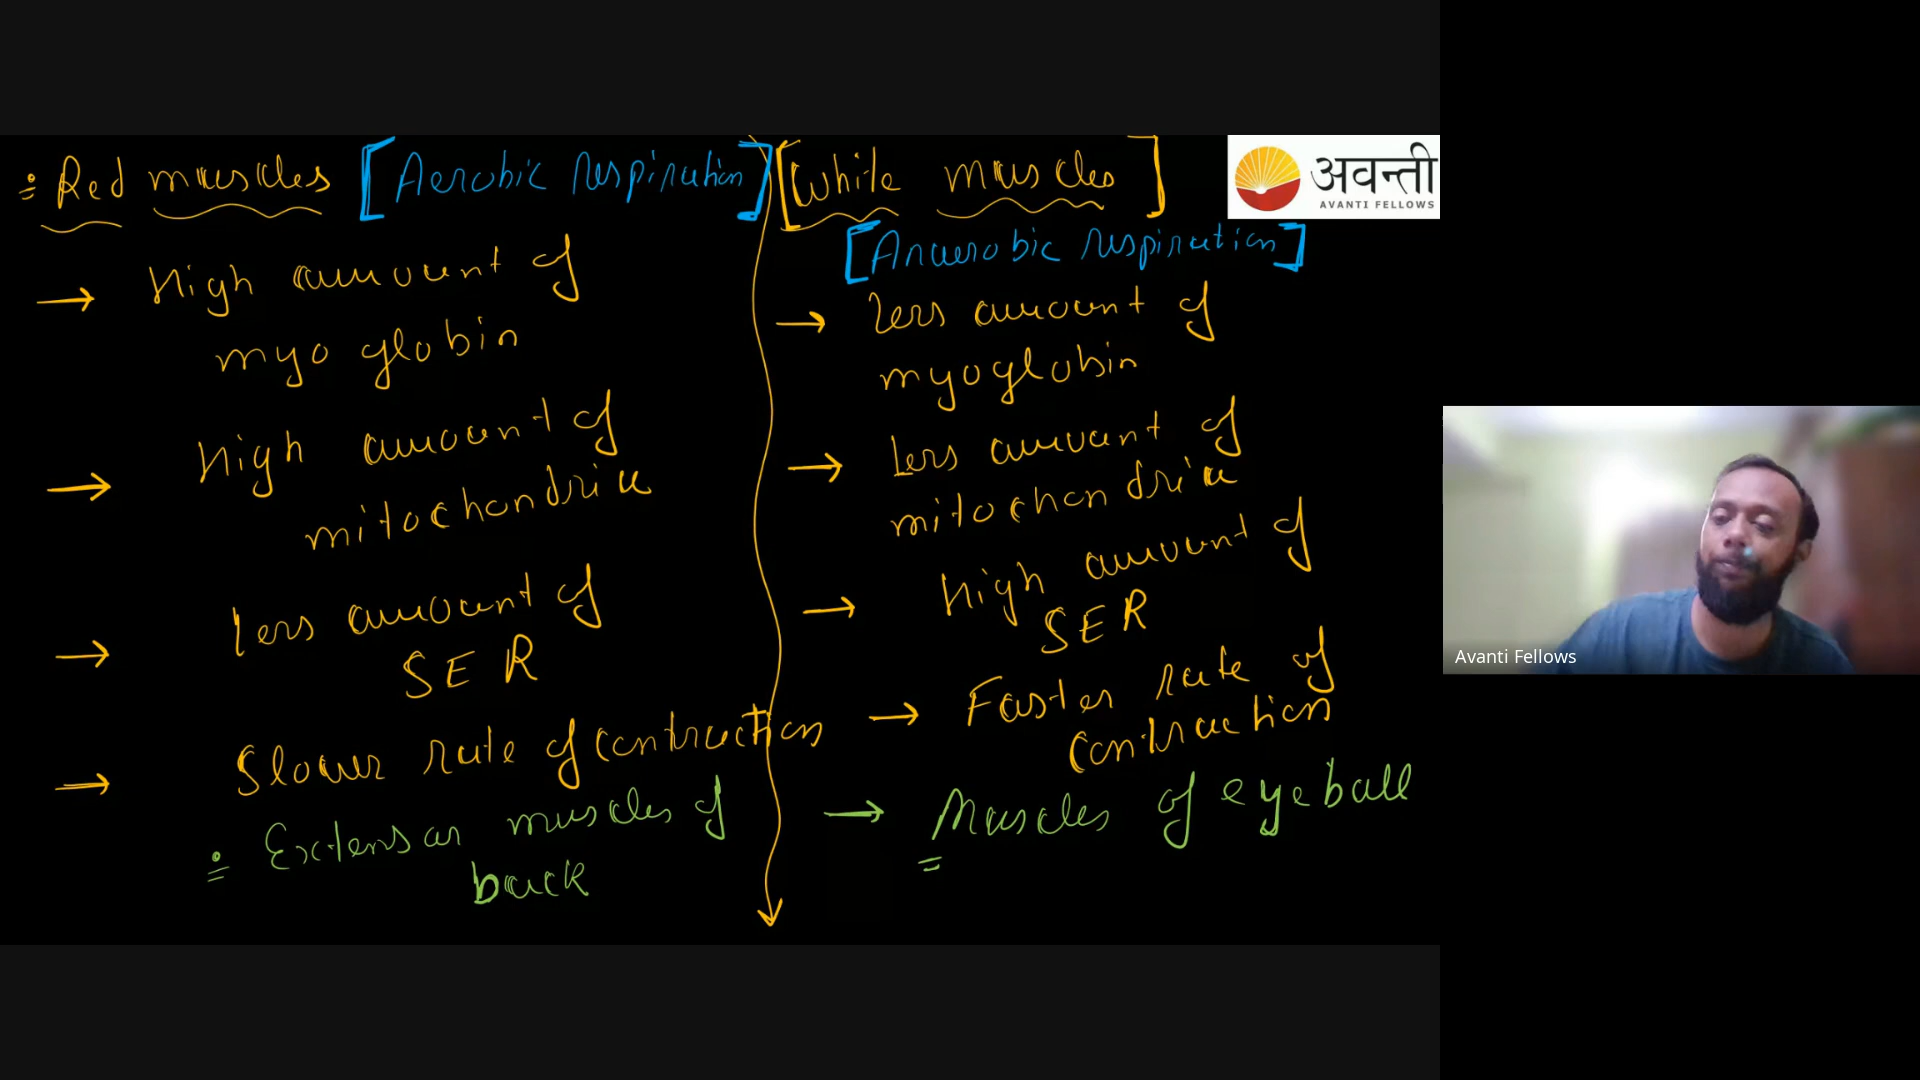 Red muscles [Aerobic respiration]
→ High amount of
myoglobin
→ High amount of
mitochondria
→ less amount of
SER
→ Slower rate of contraction
Extensor muscles of
back
[White muscles]
[Anaerobic respiration]
→ less amount of
myoglobin
→ Less amount of
mitochondria
→ High amount of
SER
→ Faster rate of
contraction
→ Muscles of eyeball
अवन्ती
AVANTI FELLOWS
Avanti Fellows